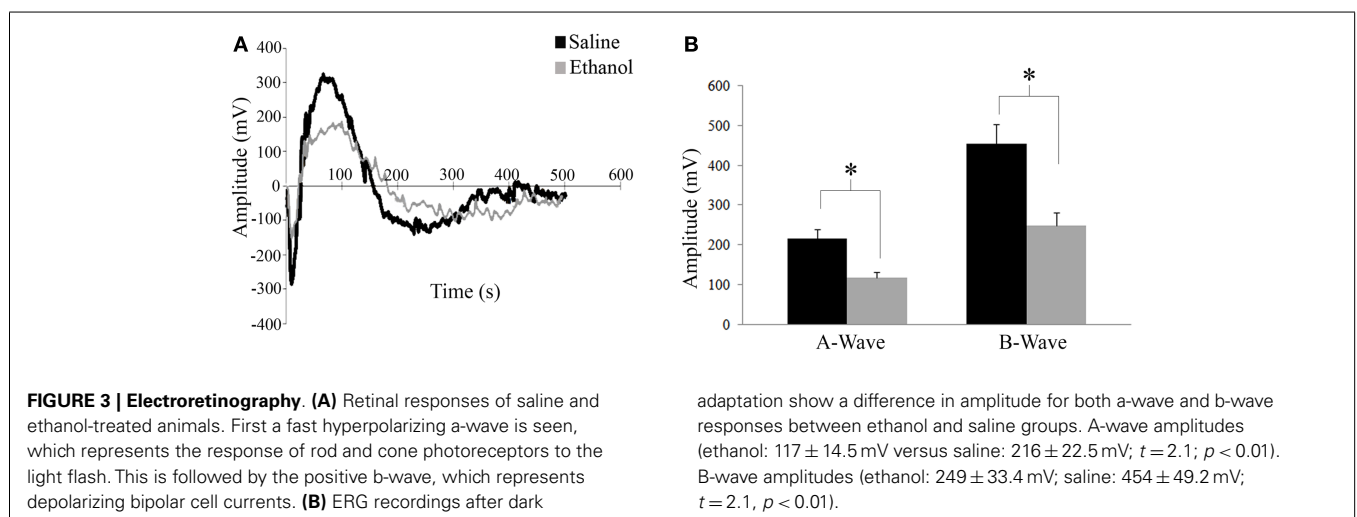 A
400
300
200
100
0
-100
-200
-300
-400
Amplitude (mV)
100 200 300 400 500 600
Time (s)
Saline
Ethanol
B
600
500
400
300
200
100
0
Amplitude (mV)
*
*
A-Wave B-Wave
FIGURE 3 | Electroretinography. (A) Retinal responses of saline and
ethanol-treated animals. First a fast hyperpolarizing a-wave is seen,
which represents the response of rod and cone photoreceptors to the
light flash. This is followed by the positive b-wave, which represents
depolarizing bipolar cell currents. (B) ERG recordings after dark
adaptation show a difference in amplitude for both a-wave and b-wave
responses between ethanol and saline groups. A-wave amplitudes
(ethanol: 117 ± 14.5 mV versus saline: 216 ± 22.5 mV; t = 2.1; p < 0.01).
B-wave amplitudes (ethanol: 249 ± 33.4 mV; saline: 454 ± 49.2 mV;
t = 2.1, p < 0.01).